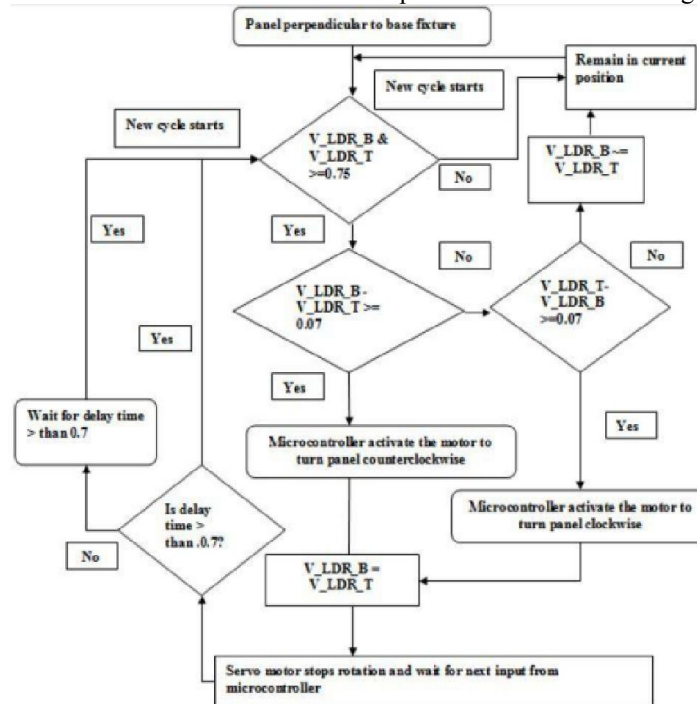 Panel perpendicular to base fixture
Remain in current
position
New cycle starts
New cycle starts
V_LDR_B &
V_LDR_T
>=0.75
V_LDR_B ~=
V_LDR_T
No
Yes
Yes
No
No
V_LDR_B -
V_LDR_T >=
0.07
V_LDR_T-
V_LDR_B
>=0.07
Yes
Yes
Wait for delay time
> than 0.7
Yes
Microcontroller activate the motor to
turn panel counterclockwise
Is delay
time >
than .0.7?
Microcontroller activate the motor to
turn panel clockwise
No
V_LDR_B =
V_LDR_T
Servo motor stops rotation and wait for next input from
microcontroller